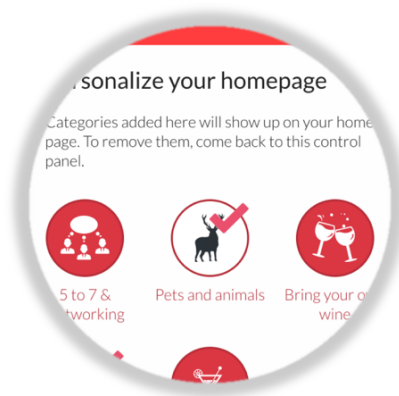 rsonalize your homepage
Categories added here will show up on your home
page. To remove them, come back to this control
panel.
5 to 7 &
Pets and animals
Bring your o
tworking
wine